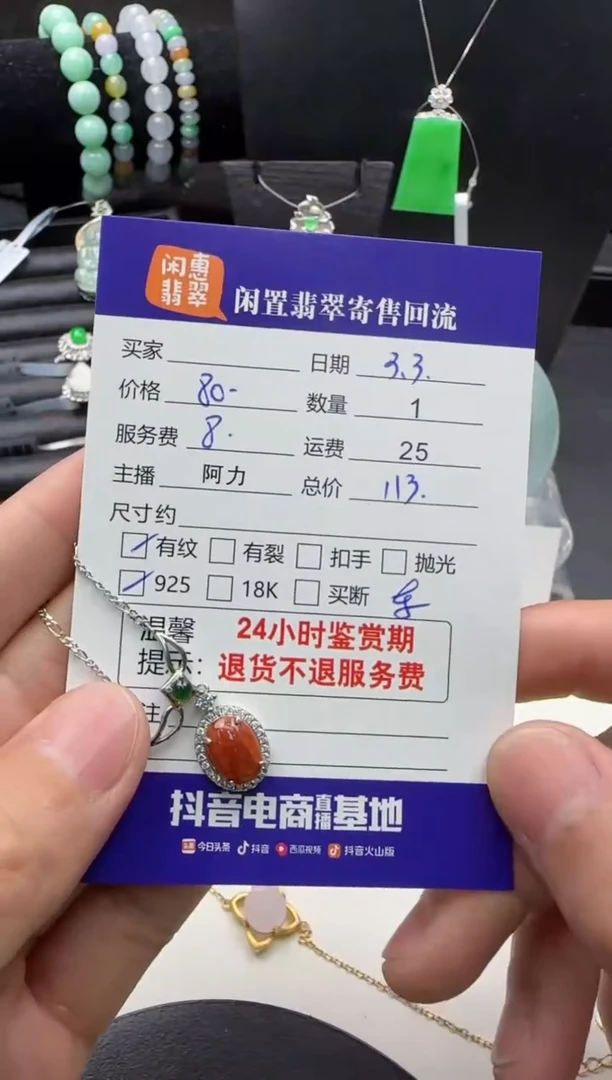 闲惠
翡翠
闲置翡翠寄售回流
买家 日期 3.3.
价格 80- 数量 1
服务费 8. 运费 25
主播 阿力 总价 113.
尺寸约
有纹 有裂 扣手 抛光
925 18K 买断
温馨 24小时鉴赏期
提示: 退货不退服务费
注
抖音电商直播基地
头条 今日头条 抖音 西瓜视频 抖音火山版